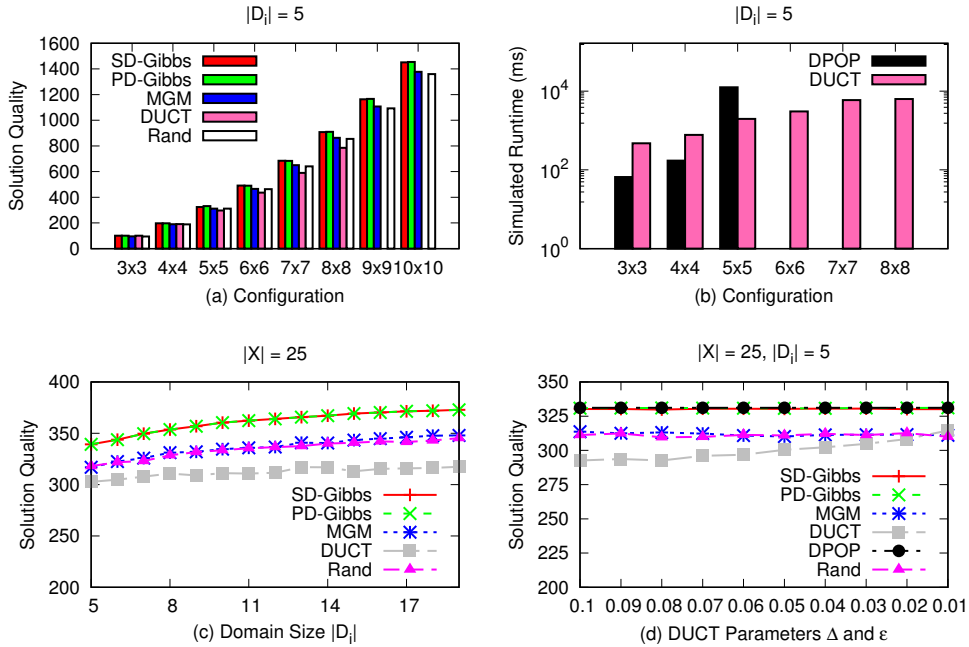 |Di| = 5
Solution Quality
1600
1400
1200
1000
800
600
400
200
0
SD-Gibbs
PD-Gibbs
MGM
DUCT
Rand
3x3 4x4 5x5 6x6 7x7 8x8 9x910x10
(a) Configuration
|Di| = 5
Simulated Runtime (ms)
10^4
10^2
10^0
DPOP
DUCT
3x3 4x4 5x5 6x6 7x7 8x8
(b) Configuration
|X| = 25
Solution Quality
400
350
300
250
200
SD-Gibbs
PD-Gibbs
MGM
DUCT
Rand
5 8 11 14 17
(c) Domain Size |Di|
|X| = 25, |Di| = 5
Solution Quality
350
325
300
275
250
225
200
SD-Gibbs
PD-Gibbs
MGM
DUCT
DPOP
Rand
0.1 0.09 0.08 0.07 0.06 0.05 0.04 0.03 0.02 0.01
(d) DUCT Parameters Δ and ε